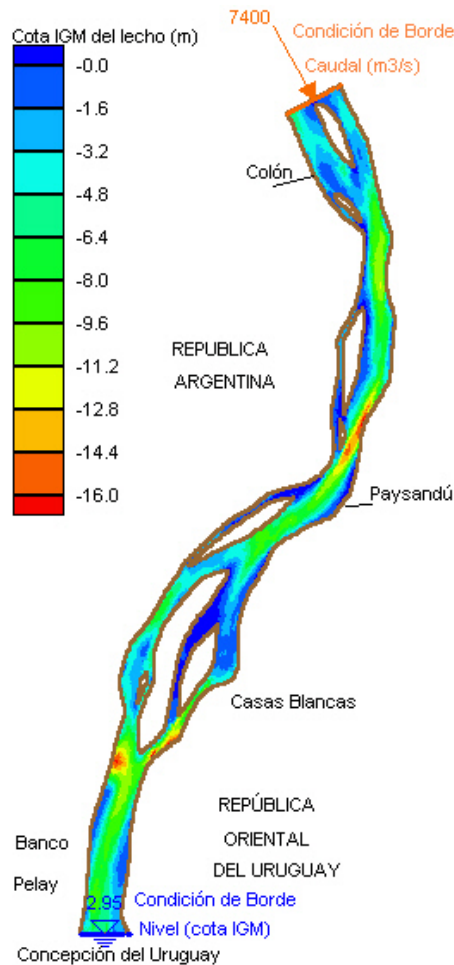 7400
Condición de Borde
Caudal (m3/s)
Cota IGM del lecho (m)
-0.0
-1.6
-3.2
-4.8
-6.4
-8.0
-9.6
-11.2
-12.8
-14.4
-16.0
Colón
REPUBLICA
ARGENTINA
Paysandú
Casas Blancas
REPÚBLICA
ORIENTAL
DEL URUGUAY
Banco
Pelay
2.95
Condición de Borde
Nivel (cota IGM)
Concepción del Uruguay